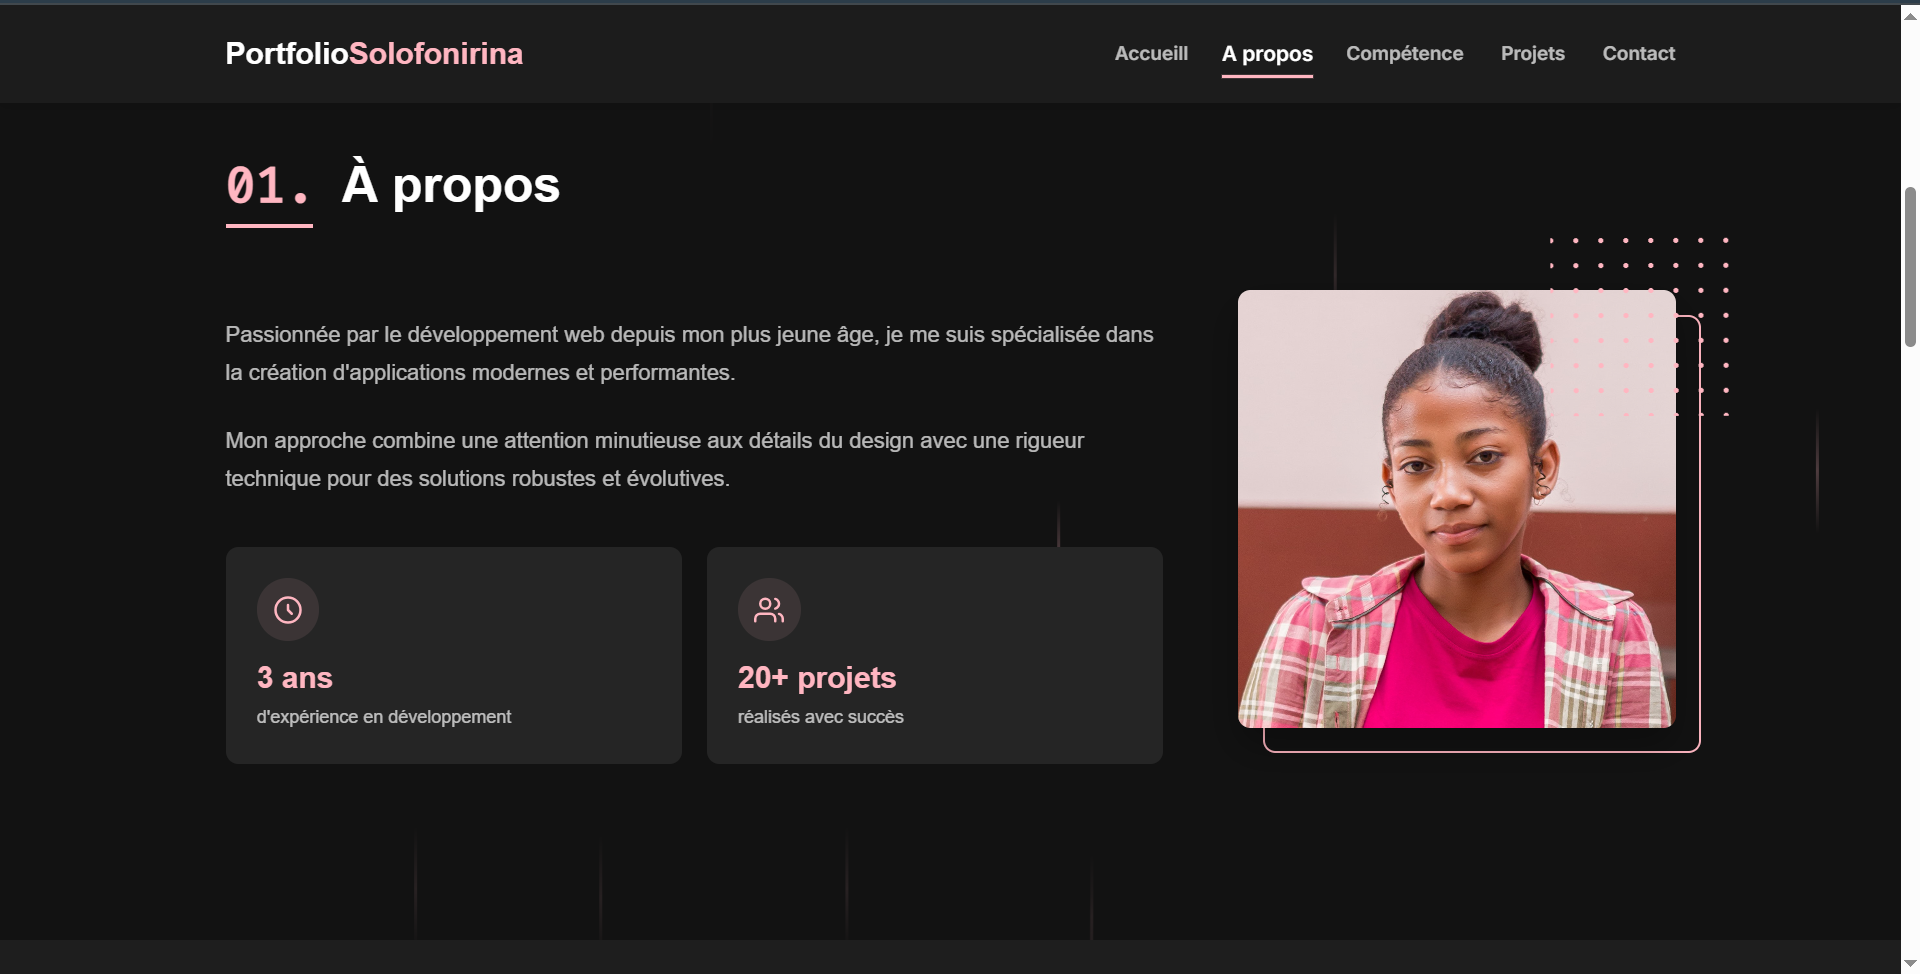 PortfolioSolofonirina
Accueill A propos Compétence Projets Contact
01. À propos
Passionnée par le développement web depuis mon plus jeune âge, je me suis spécialisée dans
la création d'applications modernes et performantes.
Mon approche combine une attention minutieuse aux détails du design avec une rigueur
technique pour des solutions robustes et évolutives.
3 ans
d'expérience en développement
20+ projets
réalisés avec succès